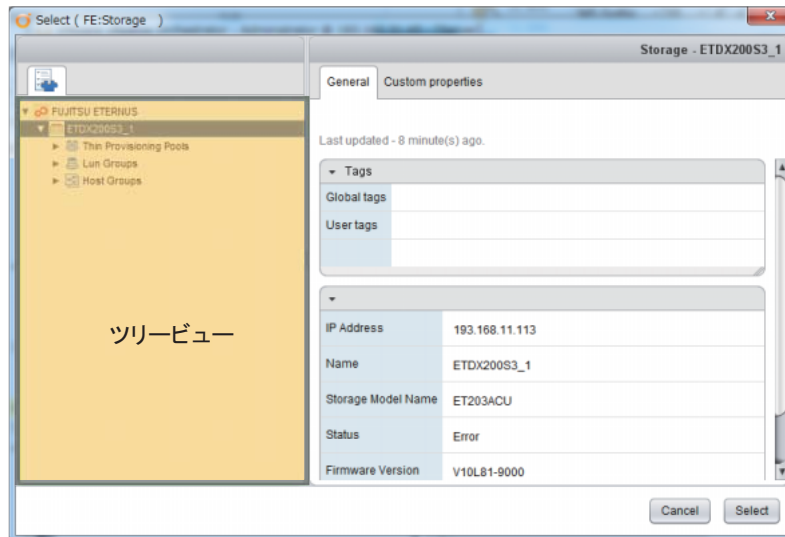 Select ( FE:Storage )
Storage - ETDX200S3_1
General Custom properties
FUJITSU ETERNUS
ETDX200S3_1
Thin Provisioning Pools
Lun Groups
Host Groups
ツリービュー
Last updated - 8 minute(s) ago.
Tags
Global tags
User tags
IP Address 193.168.11.113
Name ETDX200S3_1
Storage Model Name ET203ACU
Status Error
Firmware Version V10L81-9000
Cancel Select